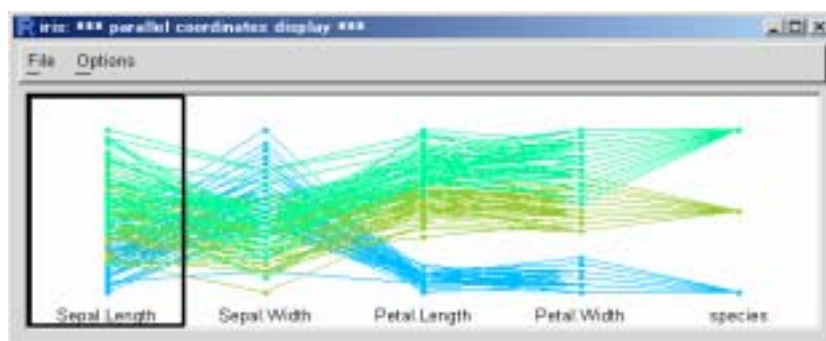 iris: *** parallel coordinates display ***
File Options
Sepal.Length Sepal.Width Petal.Length Petal.Width species